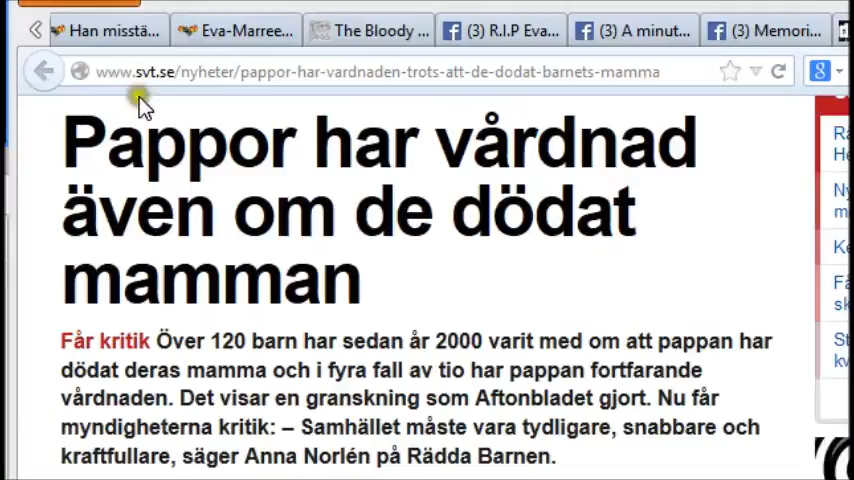 Han misstä... Eva-Marree... The Bloody ... (3) R.I.P Eva... (3) A minut... (3) Memori...
www.svt.se/nyheter/pappor-har-vardnaden-trots-att-de-dodat-barnets-mamma
Pappor har vårdnad
även om de dödat
mamman
Får kritik Över 120 barn har sedan år 2000 varit med om att pappan har
dödat deras mamma och i fyra fall av tio har pappan fortfarande
vårdnaden. Det visar en granskning som Aftonbladet gjort. Nu får
myndigheterna kritik: – Samhället måste vara tydligare, snabbare och
kraftfullare, säger Anna Norlén på Rädda Barnen.